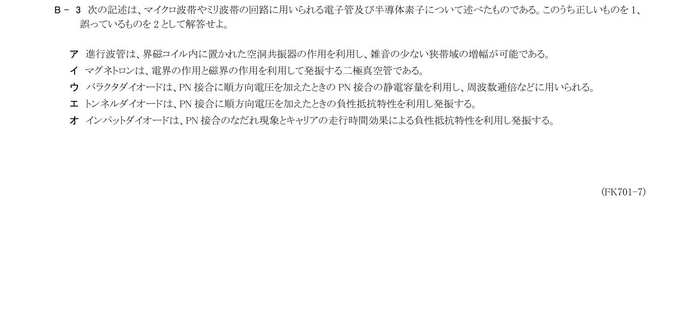 B － 3 次の記述は、マイクロ波帯やミリ波帯の回路に用いられる電子管及び半導体素子について述べたものである。このうち正しいものを 1、
誤っているものを 2 として解答せよ。
ア 進行波管は、界磁コイル内に置かれた空洞共振器の作用を利用し、雑音の少ない狭帯域の増幅が可能である。
イ マグネトロンは、電界の作用と磁界の作用を利用して発振する二極真空管である。
ウ バラクタダイオードは、PN 接合に順方向電圧を加えたときの PN 接合の静電容量を利用し、周波数通倍などに用いられる。
エ トンネルダイオードは、PN 接合に順方向電圧を加えたときの負性抵抗特性を利用し発振する。
オ インパットダイオードは、PN 接合のなだれ現象とキャリアの走行時間効果による負性抵抗特性を利用し発振する。
(FK701-7)